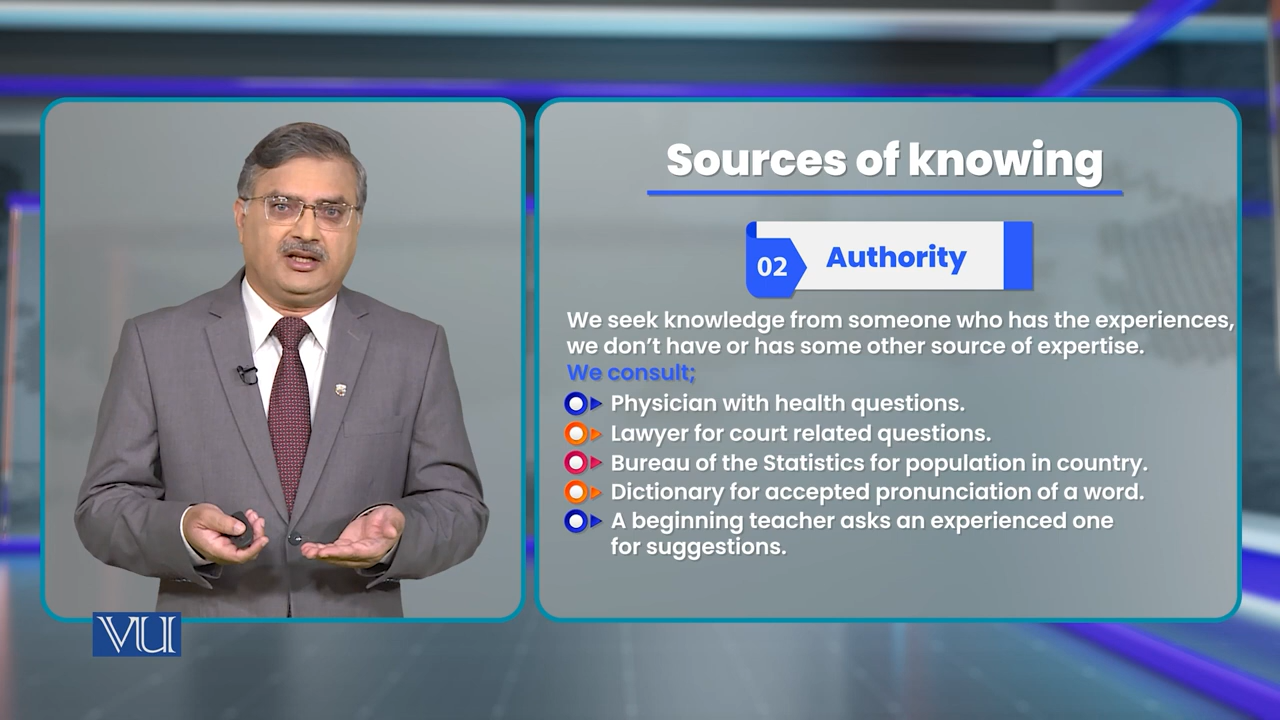 Sources of knowing
02
Authority
We seek knowledge from someone who has the experiences,
we don't have or has some other source of expertise.
We consult;
Physician with health questions.
Lawyer for court related questions.
Bureau of the Statistics for population in country.
Dictionary for accepted pronunciation of a word.
A beginning teacher asks an experienced one
for suggestions.
VU